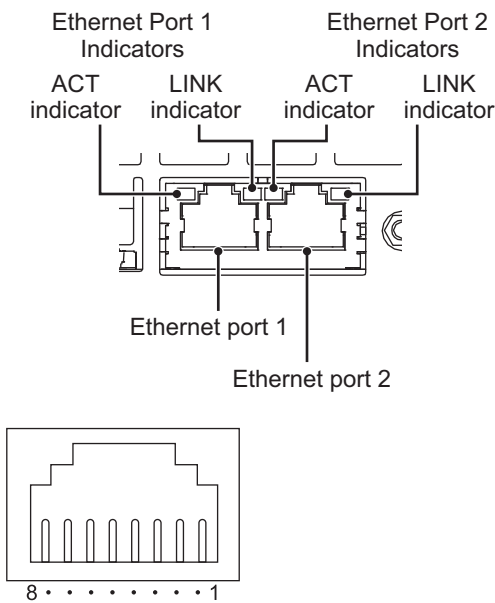 Ethernet Port 1
Indicators
Ethernet Port 2
Indicators
ACT
indicator
LINK
indicator
ACT
indicator
LINK
indicator
Ethernet port 1
Ethernet port 2
8 · · · · · · · 1